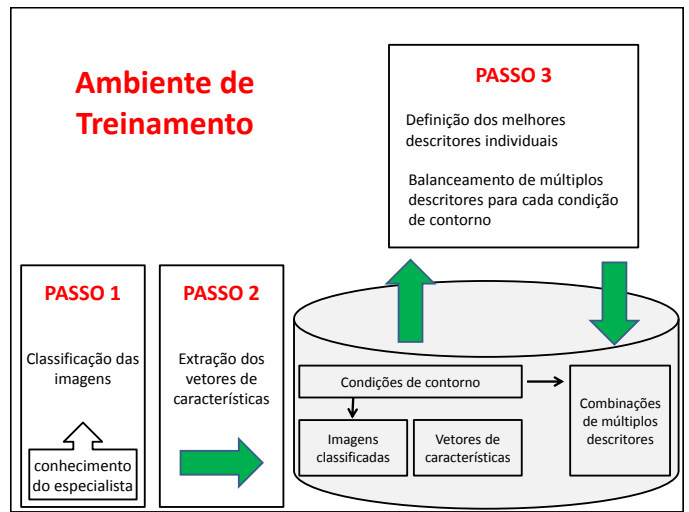 Ambiente de
Treinamento
PASSO 1
Classificação das
imagens
conhecimento
do especialista
PASSO 2
Extração dos
vetores de
características
PASSO 3
Definição dos melhores
descritores individuais
Balanceamento de múltiplos
descritores para cada condição
de contorno
Condições de contorno
Imagens
classificadas
Vetores de
características
Combinações
de múltiplos
descritores